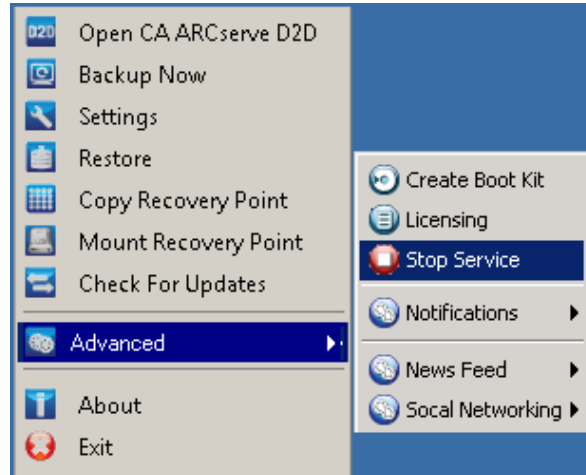 D2D Open CA ARCserve D2D
Backup Now
Settings
Restore
Copy Recovery Point
Mount Recovery Point
Check For Updates
Advanced
About
Exit
Create Boot Kit
Licensing
Stop Service
Notifications
News Feed
Socal Networking